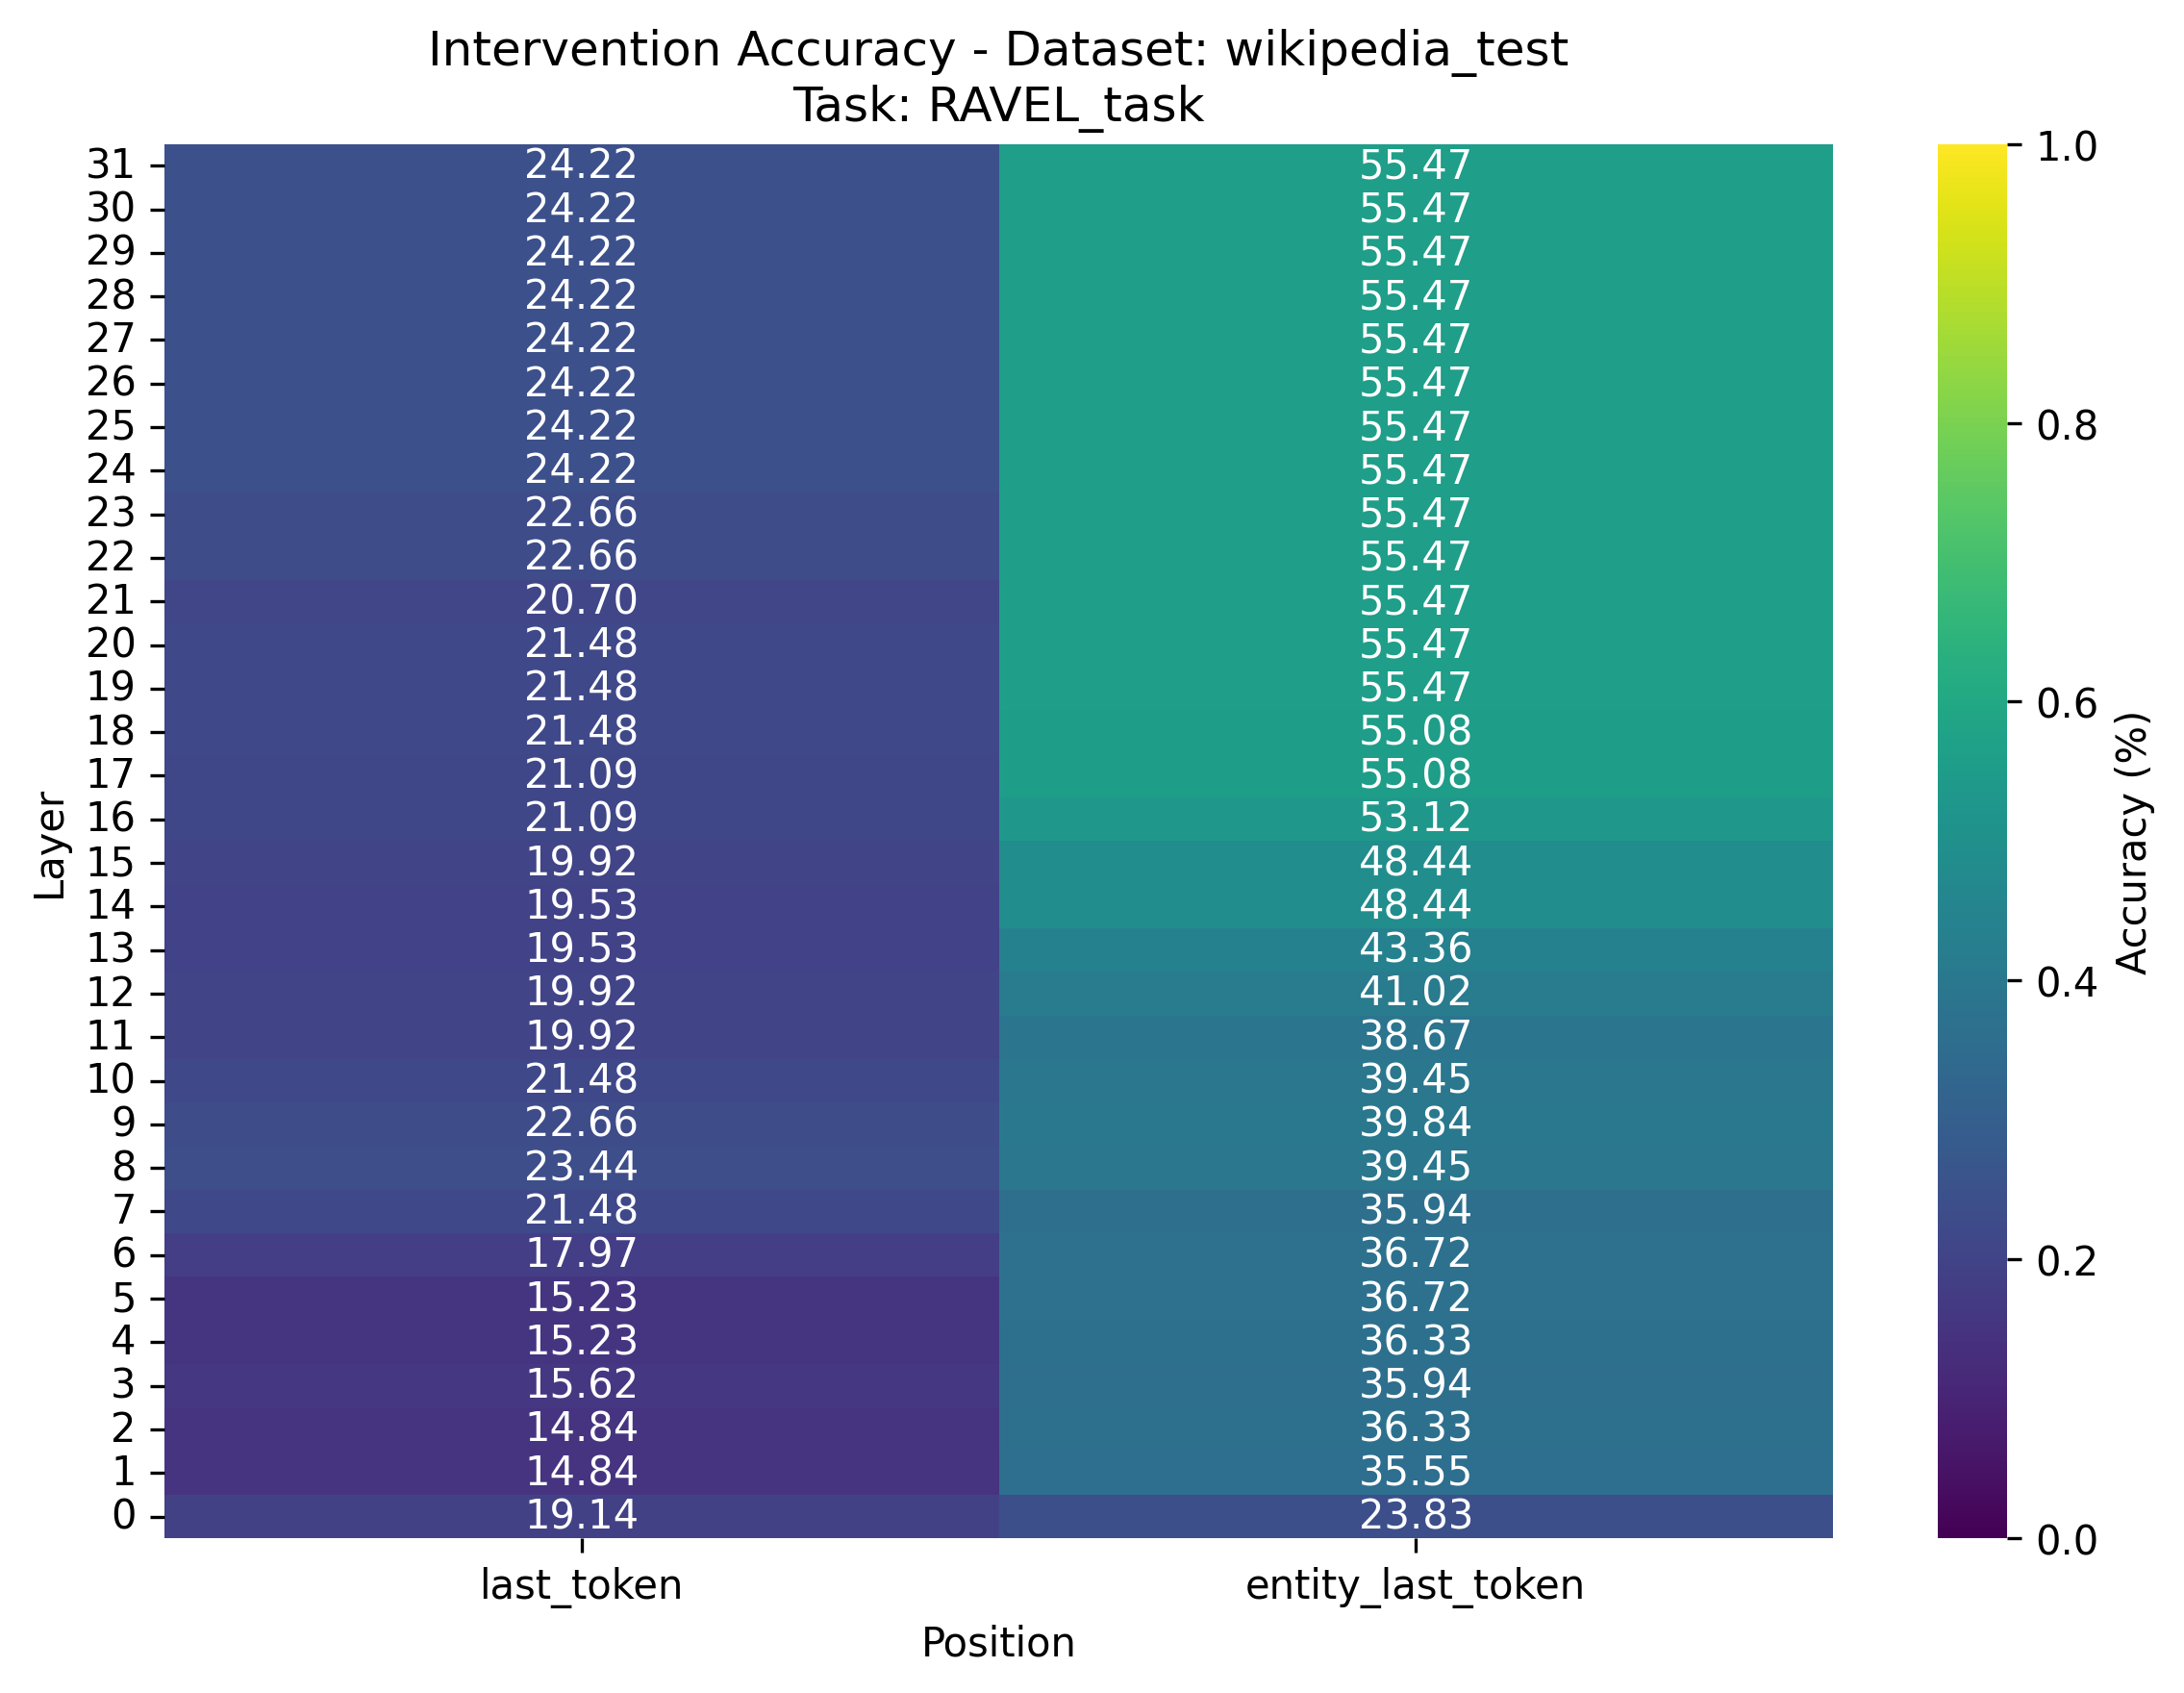 Intervention Accuracy - Dataset: wikipedia_test
Task: RAVEL_task
31 24.22 55.47
30 24.22 55.47
29 24.22 55.47
28 24.22 55.47
27 24.22 55.47
26 24.22 55.47
25 24.22 55.47
24 24.22 55.47
23 22.66 55.47
22 22.66 55.47
21 20.70 55.47
20 21.48 55.47
19 21.48 55.47
18 21.48 55.08
17 21.09 55.08
16 21.09 53.12
15 19.92 48.44
14 19.53 48.44
13 19.53 43.36
12 19.92 41.02
11 19.92 38.67
10 21.48 39.45
9 22.66 39.84
8 23.44 39.45
7 21.48 35.94
6 17.97 36.72
5 15.23 36.72
4 15.23 36.33
3 15.62 35.94
2 14.84 36.33
1 14.84 35.55
0 19.14 23.83
last_token entity_last_token
Position
Layer
1.0
0.8
0.6
0.4
0.2
0.0
Accuracy (%)